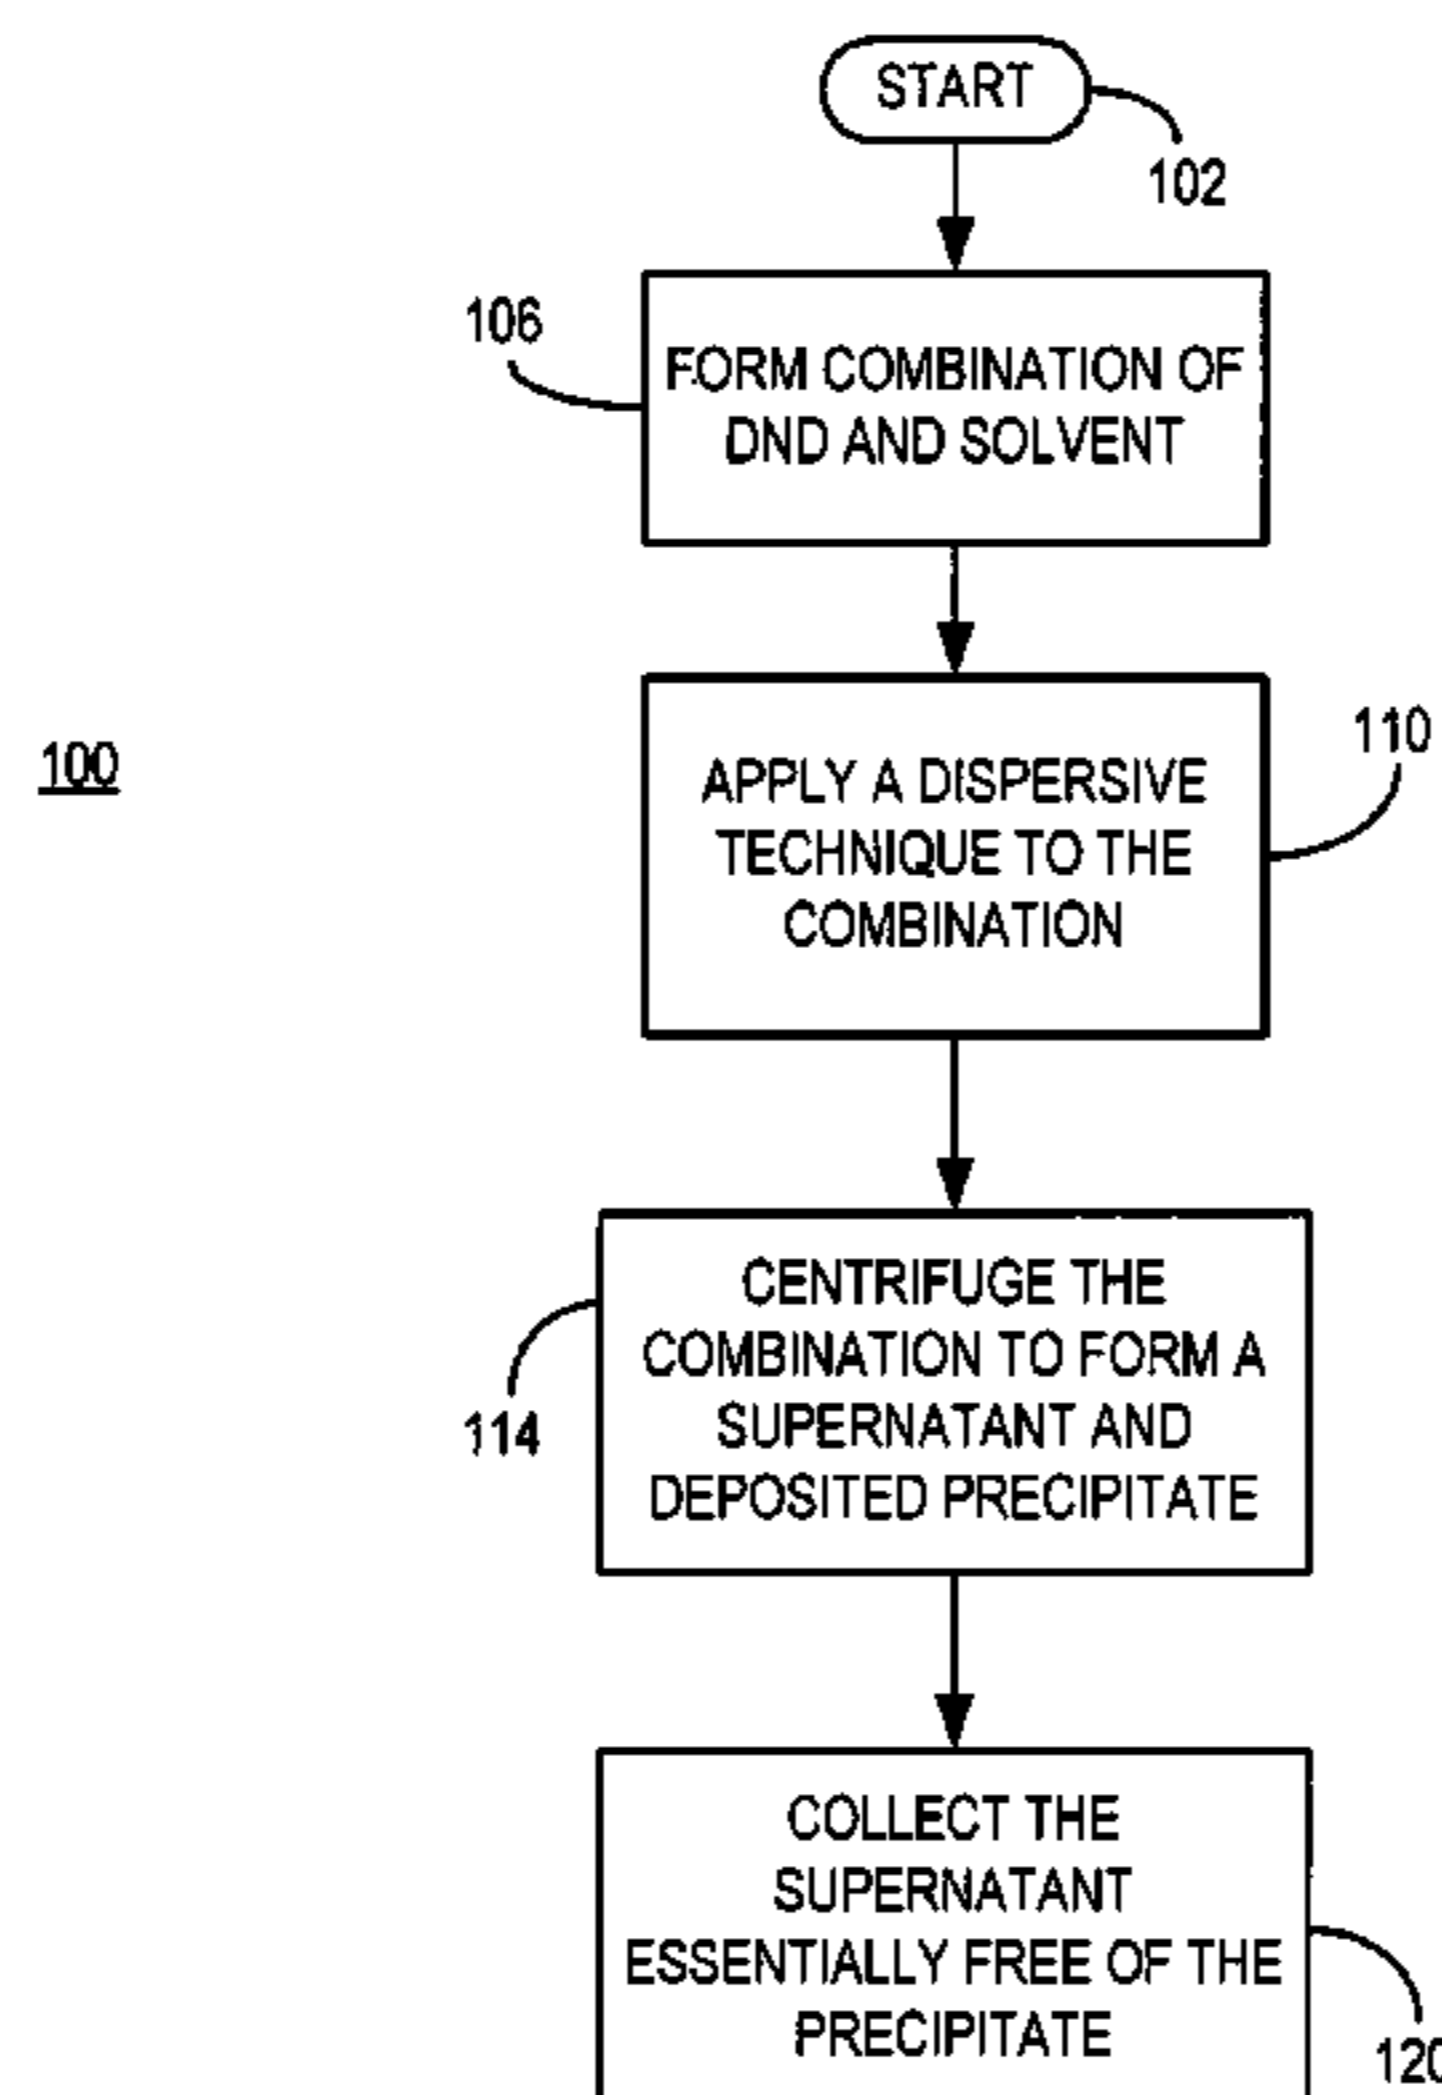 START
102
106
FORM COMBINATION OF
DND AND SOLVENT
100
110
APPLY A DISPERSIVE
TECHNIQUE TO THE
COMBINATION
114
CENTRIFUGE THE
COMBINATION TO FORM A
SUPERNATANT AND
DEPOSITED PRECIPITATE
COLLECT THE
SUPERNATANT
ESSENTIALLY FREE OF THE
PRECIPITATE
120